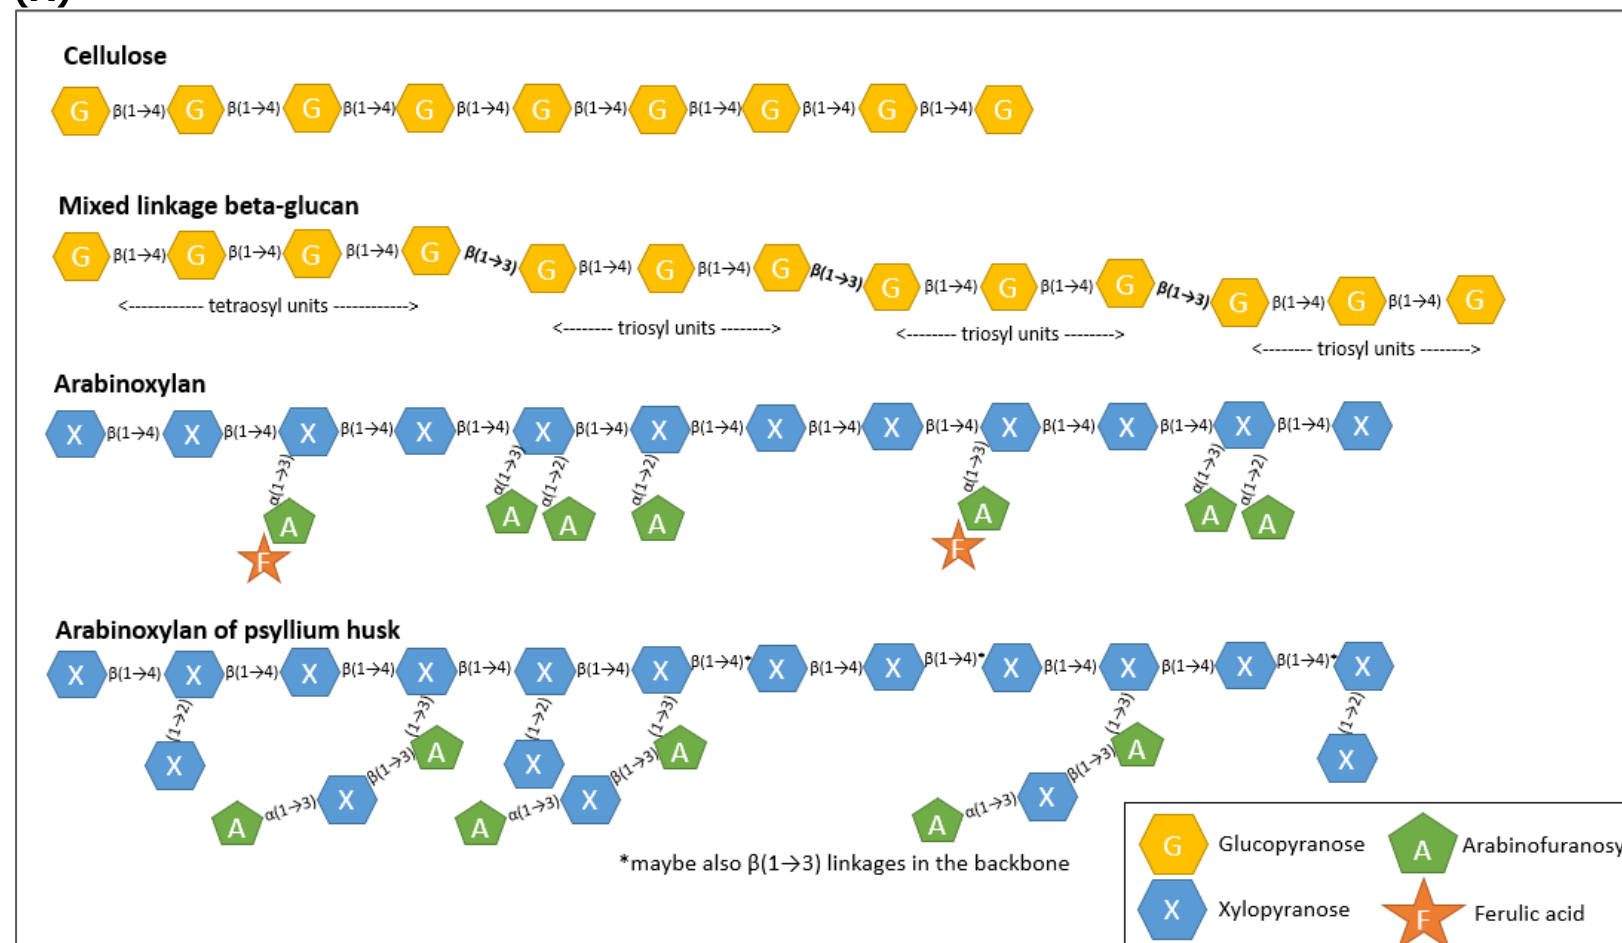 Cellulose
G β(1→4) G β(1→4) G β(1→4) G β(1→4) G β(1→4) G β(1→4) G β(1→4) G β(1→4) G
Mixed linkage beta-glucan
G β(1→4) G β(1→4) G β(1→4) G β(1→3) G β(1→4) G β(1→4) G β(1→3) G β(1→4) G β(1→4) G β(1→3) G β(1→4) G β(1→4) G
<------------ tetraosyl units ------------>
<-------- triosyl units -------->
<-------- triosyl units -------->
<-------- triosyl units -------->
Arabinoxylan
X β(1→4) X β(1→4) X β(1→4) X β(1→4) X β(1→4) X β(1→4) X β(1→4) X β(1→4) X β(1→4) X β(1→4) X β(1→4) X
α(1→3) α(1→3) α(1→2) α(1→2) α(1→3) α(1→3) α(1→2)
A A A A A A A
F F
Arabinoxylan of psyllium husk
X β(1→4) X β(1→4) X β(1→4) X β(1→4) X β(1→4) X β(1→4)* X β(1→4) X β(1→4)* X β(1→4) X β(1→4) X β(1→4)* X
(1→2) (1→3) (1→2) (1→3) (1→3) (1→2)
X A X A A X
β(1→3) β(1→3) β(1→3)
A α(1→3) X A α(1→3) X A α(1→3) X
*maybe also β(1→3) linkages in the backbone
G Glucopyranose A Arabinofuranosy
X Xylopyranose F Ferulic acid